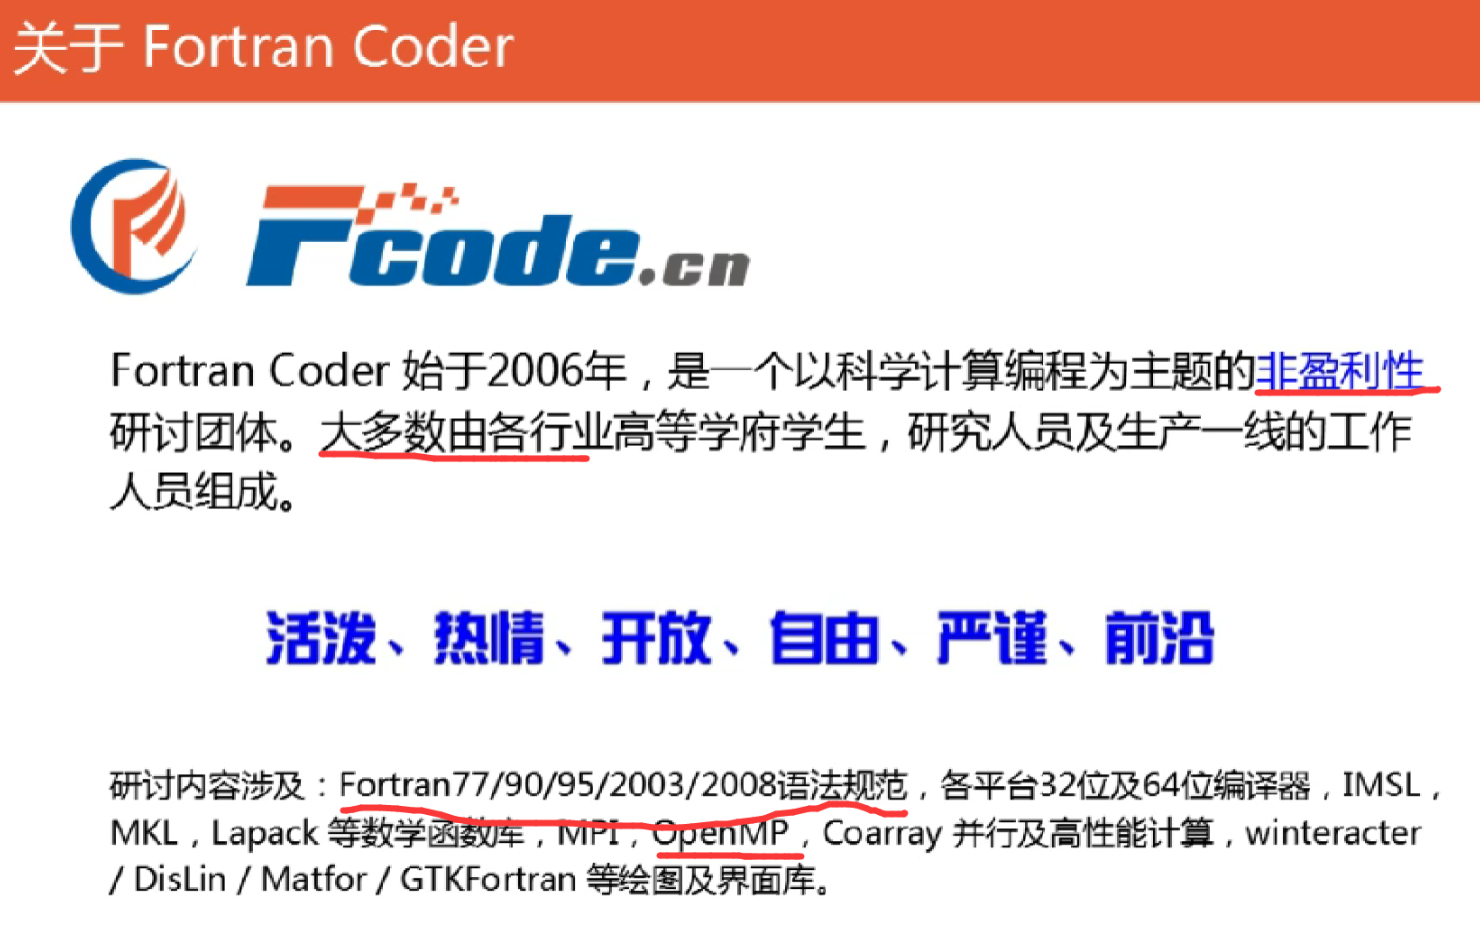 关于 Fortran Coder
Fcode.cn
Fortran Coder 始于2006年，是一个以科学计算编程为主题的非盈利性
研讨团体。大多数由各行业高等学府学生，研究人员及生产一线的工作
人员组成。
活泼、热情、开放、自由、严谨、前沿
研讨内容涉及：Fortran77/90/95/2003/2008语法规范，各平台32位及64位编译器，IMSL，
MKL，Lapack 等数学函数库，MPI，OpenMP，Coarray 并行及高性能计算，winteracter
/ DisLin / Matfor / GTKFortran 等绘图及界面库。